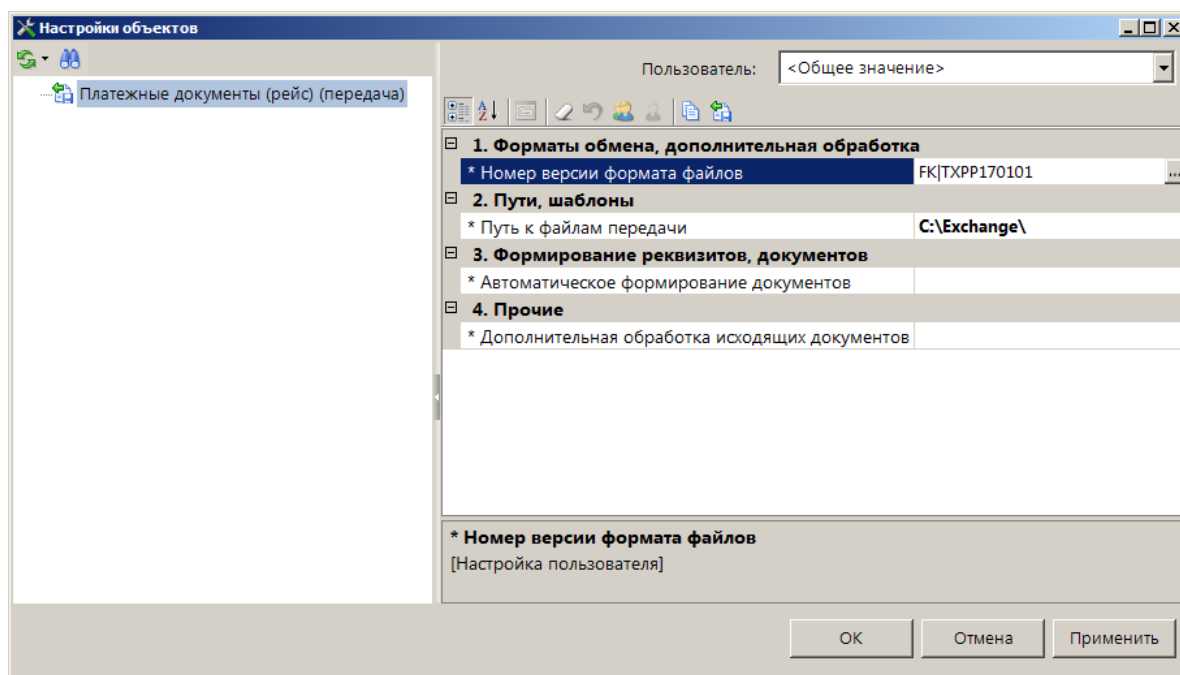 Настройки объектов
Пользователь: <Общее значение>
Платежные документы (рейс) (передача)
1. Форматы обмена, дополнительная обработка
* Номер версии формата файлов FK|TXPP170101 ...
2. Пути, шаблоны
* Путь к файлам передачи C:\Exchange\
3. Формирование реквизитов, документов
* Автоматическое формирование документов
4. Прочие
* Дополнительная обработка исходящих документов
* Номер версии формата файлов
[Настройка пользователя]
ОК Отмена Применить